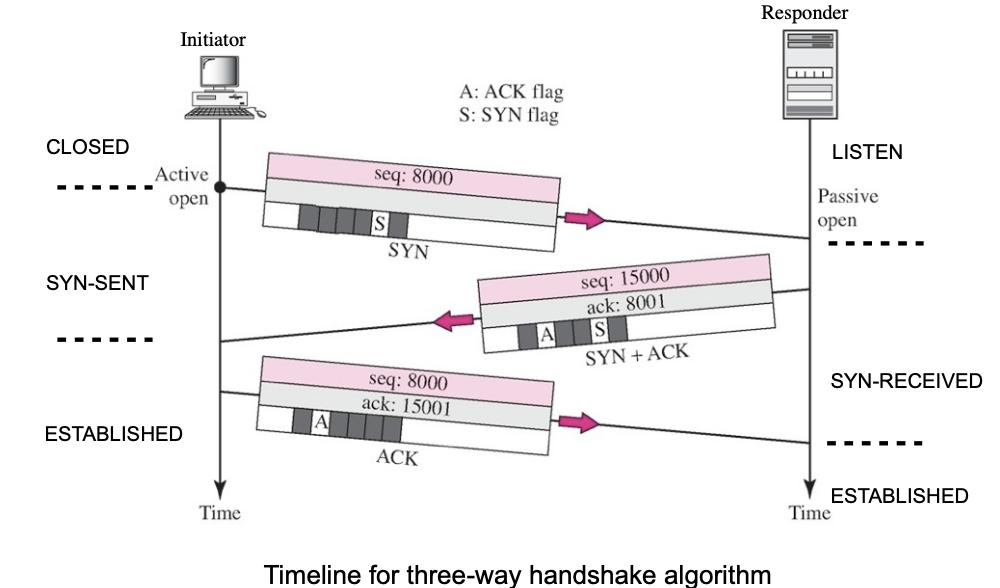 Responder
Initiator
A: ACK flag
S: SYN flag
CLOSED
LISTEN
Active
open
seq: 8000
S
SYN
Passive
open
SYN-SENT
seq: 15000
ack: 8001
A S
SYN + ACK
seq: 8000
ack: 15001
A
ACK
SYN-RECEIVED
ESTABLISHED
ESTABLISHED
Time
Time
Timeline for three-way handshake algorithm